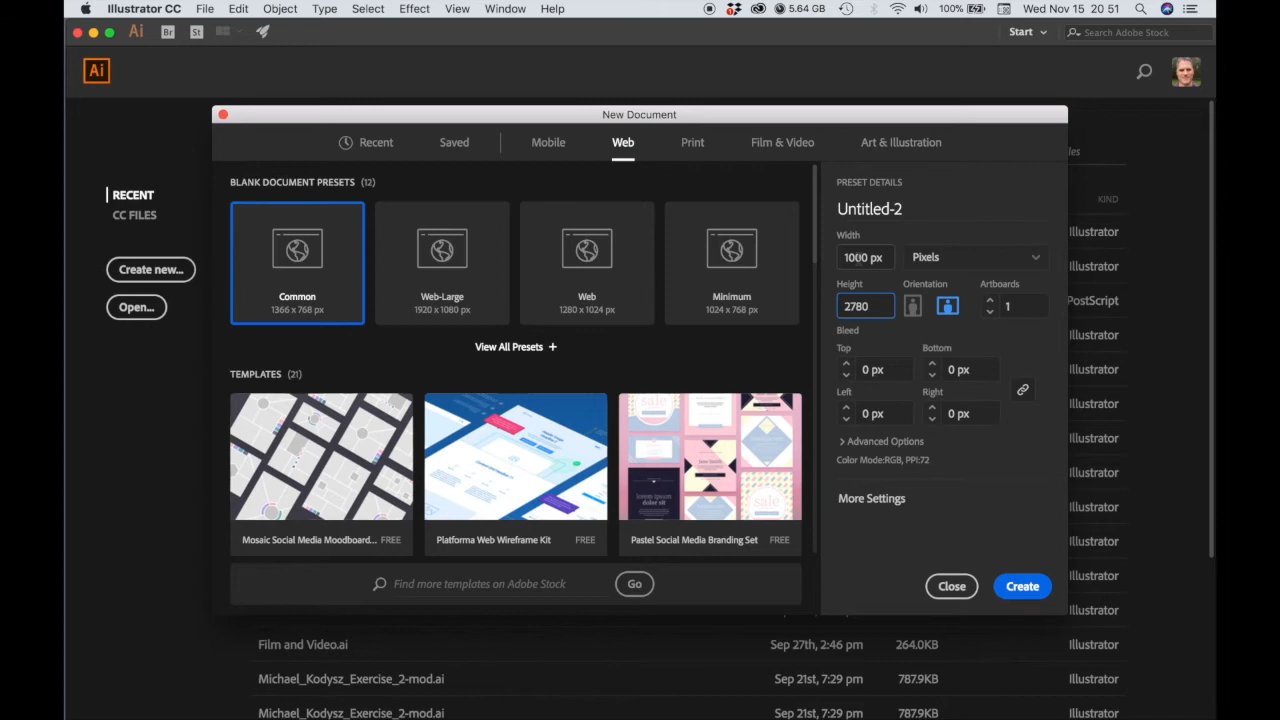 Illustrator CC File Edit Object Type Select Effect View Window Help 5.64 GB 100% Wed Nov 15 20 51
Ai Br St Start Search Adobe Stock
Ai
New Document
Recent Saved Mobile Web Print Film & Video Art & Illustration
BLANK DOCUMENT PRESETS (12)
Common
1366 x 768 px
Web-Large
1920 x 1080 px
Web
1280 x 1024 px
Minimum
1024 x 768 px
View All Presets +
TEMPLATES (21)
Mosaic Social Media Moodboard... FREE
Platforma Web Wireframe Kit FREE
sale
sale
Pastel Social Media Branding Set FREE
Find more templates on Adobe Stock Go
PRESET DETAILS
Untitled-2
Width
1000 px Pixels
Height Orientation Artboards
2780 1
Bleed
Top Bottom
0 px 0 px
Left Right
0 px 0 px
> Advanced Options
Color Mode:RGB, PPI:72
More Settings
Close Create
RECENT
CC FILES
Create new...
Open...
les
KIND
Illustrator
Illustrator
PostScript
Illustrator
Illustrator
Illustrator
Illustrator
Illustrator
Illustrator
Illustrator
Illustrator
Illustrator
Film and Video.ai Sep 27th, 2:46 pm 264.0KB Illustrator
Michael_Kodysz_Exercise_2-mod.ai Sep 21st, 7:29 pm 787.9KB Illustrator
Michael_Kodysz_Exercise_2-mod.ai Sep 21st, 7:29 pm 787.9KB Illustrator